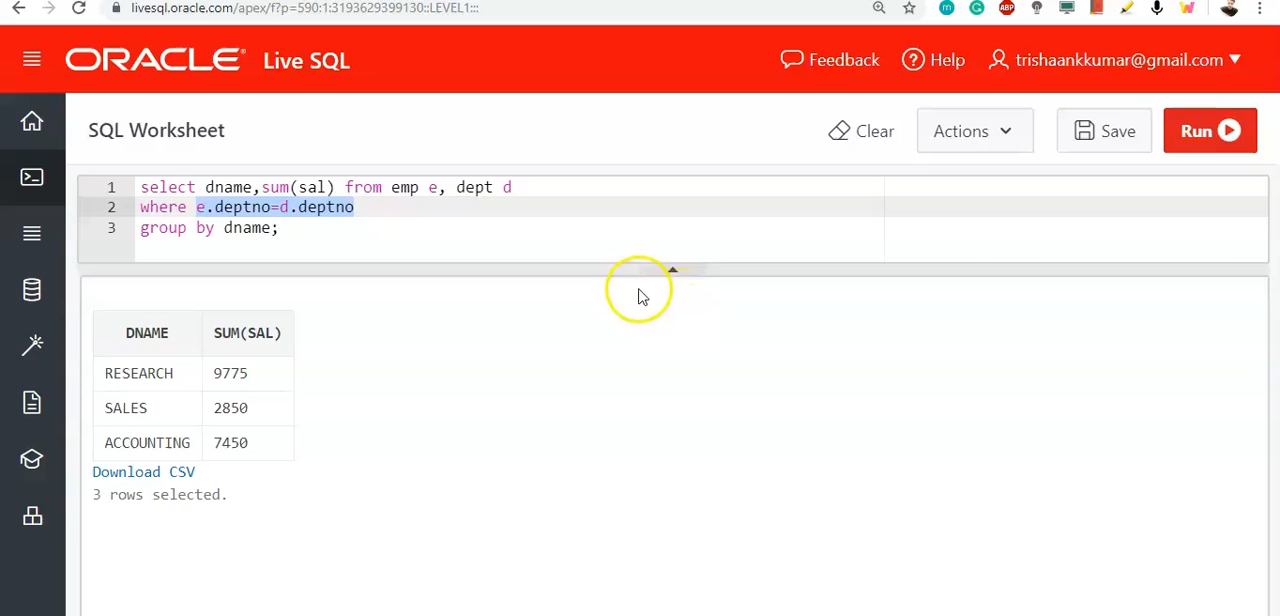 livesql.oracle.com/apex/f?p=590:1:3193629399130::LEVEL1:::
ORACLE® Live SQL
Feedback
Help
trishaankkumar@gmail.com
SQL Worksheet
Clear
Actions
Save
Run
1 select dname,sum(sal) from emp e, dept d
2 where e.deptno=d.deptno
3 group by dname;
DNAME SUM(SAL)
RESEARCH 9775
SALES 2850
ACCOUNTING 7450
Download CSV
3 rows selected.